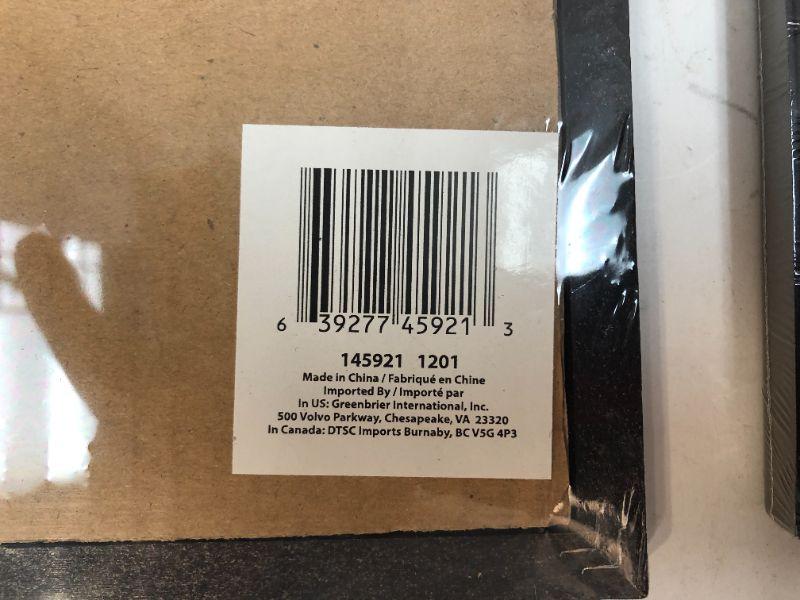 6 39277 45921 3
145921 1201
Made in China / Fabriqué en Chine
Imported By / Importé par
In US: Greenbrier International, Inc.
500 Volvo Parkway, Chesapeake, VA 23320
In Canada: DTSC Imports Burnaby, BC V5G 4P3